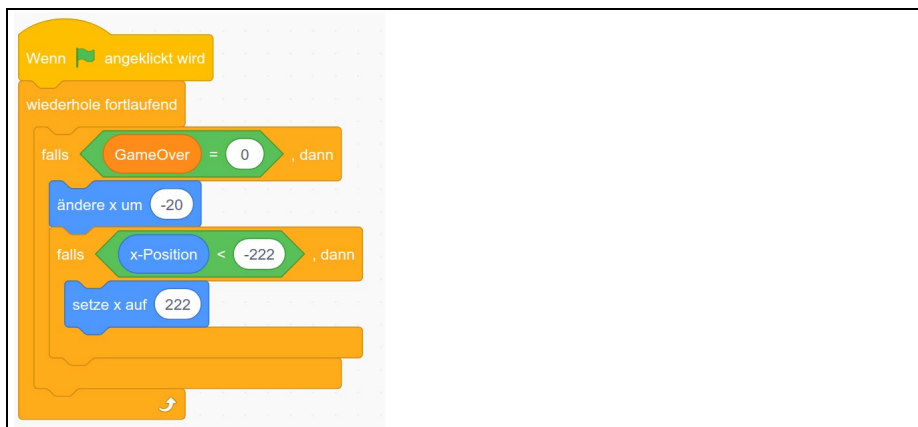 Wenn angeklickt wird
wiederhole fortlaufend
falls GameOver = 0 , dann
ändere x um -20
falls x-Position < -222 , dann
setze x auf 222